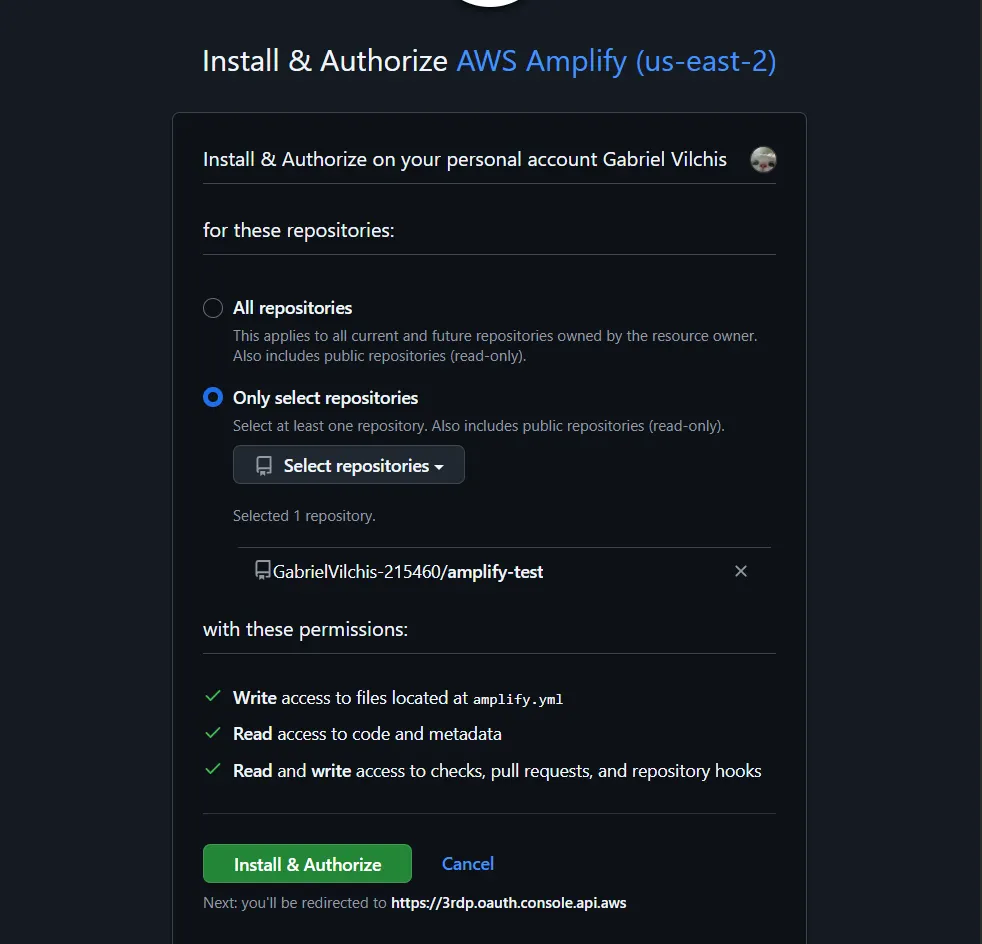 Install & Authorize AWS Amplify (us-east-2)
Install & Authorize on your personal account Gabriel Vilchis
for these repositories:
All repositories
This applies to all current and future repositories owned by the resource owner.
Also includes public repositories (read-only).
Only select repositories
Select at least one repository. Also includes public repositories (read-only).
Select repositories
Selected 1 repository.
GabrielVilchis-215460/amplify-test
with these permissions:
Write access to files located at amplify.yml
Read access to code and metadata
Read and write access to checks, pull requests, and repository hooks
Install & Authorize Cancel
Next: you'll be redirected to https://3rdp.oauth.console.api.aws